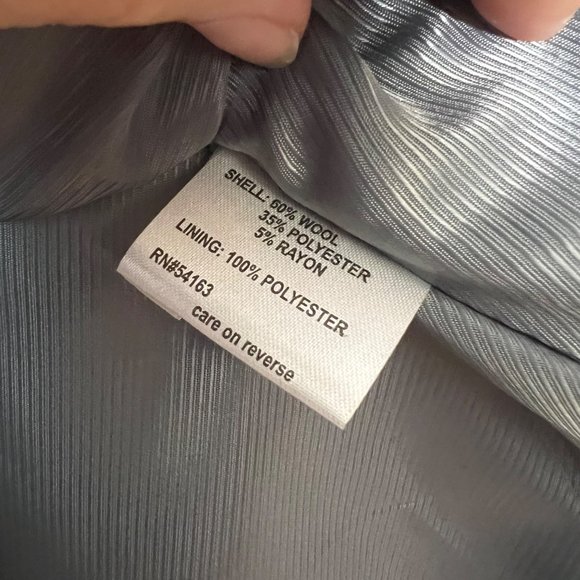 SHELL: 60% WOOL
35% POLYESTER
5% RAYON
LINING: 100% POLYESTER
RN#54163
care on reverse